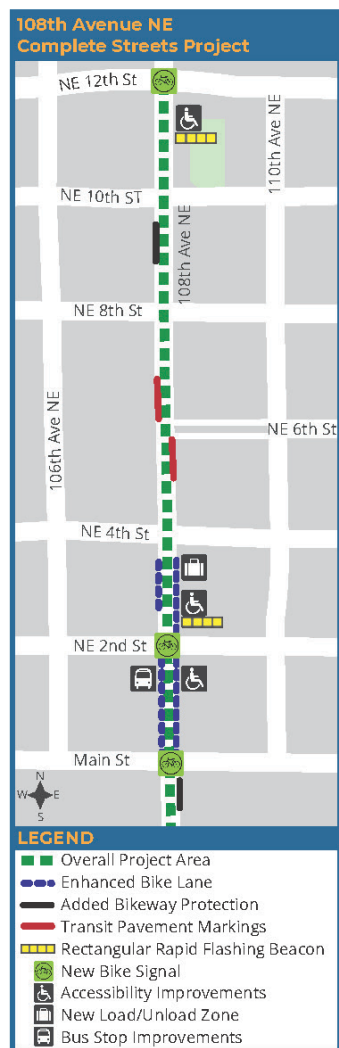 108th Avenue NE
Complete Streets Project
NE 12th St
110th Ave NE
NE 10th ST
108th Ave NE
NE 8th St
106th Ave NE
NE 6th St
NE 4th St
NE 2nd St
Main St
N
W E
S
LEGEND
Overall Project Area
Enhanced Bike Lane
Added Bikeway Protection
Transit Pavement Markings
Rectangular Rapid Flashing Beacon
New Bike Signal
Accessibility Improvements
New Load/Unload Zone
Bus Stop Improvements